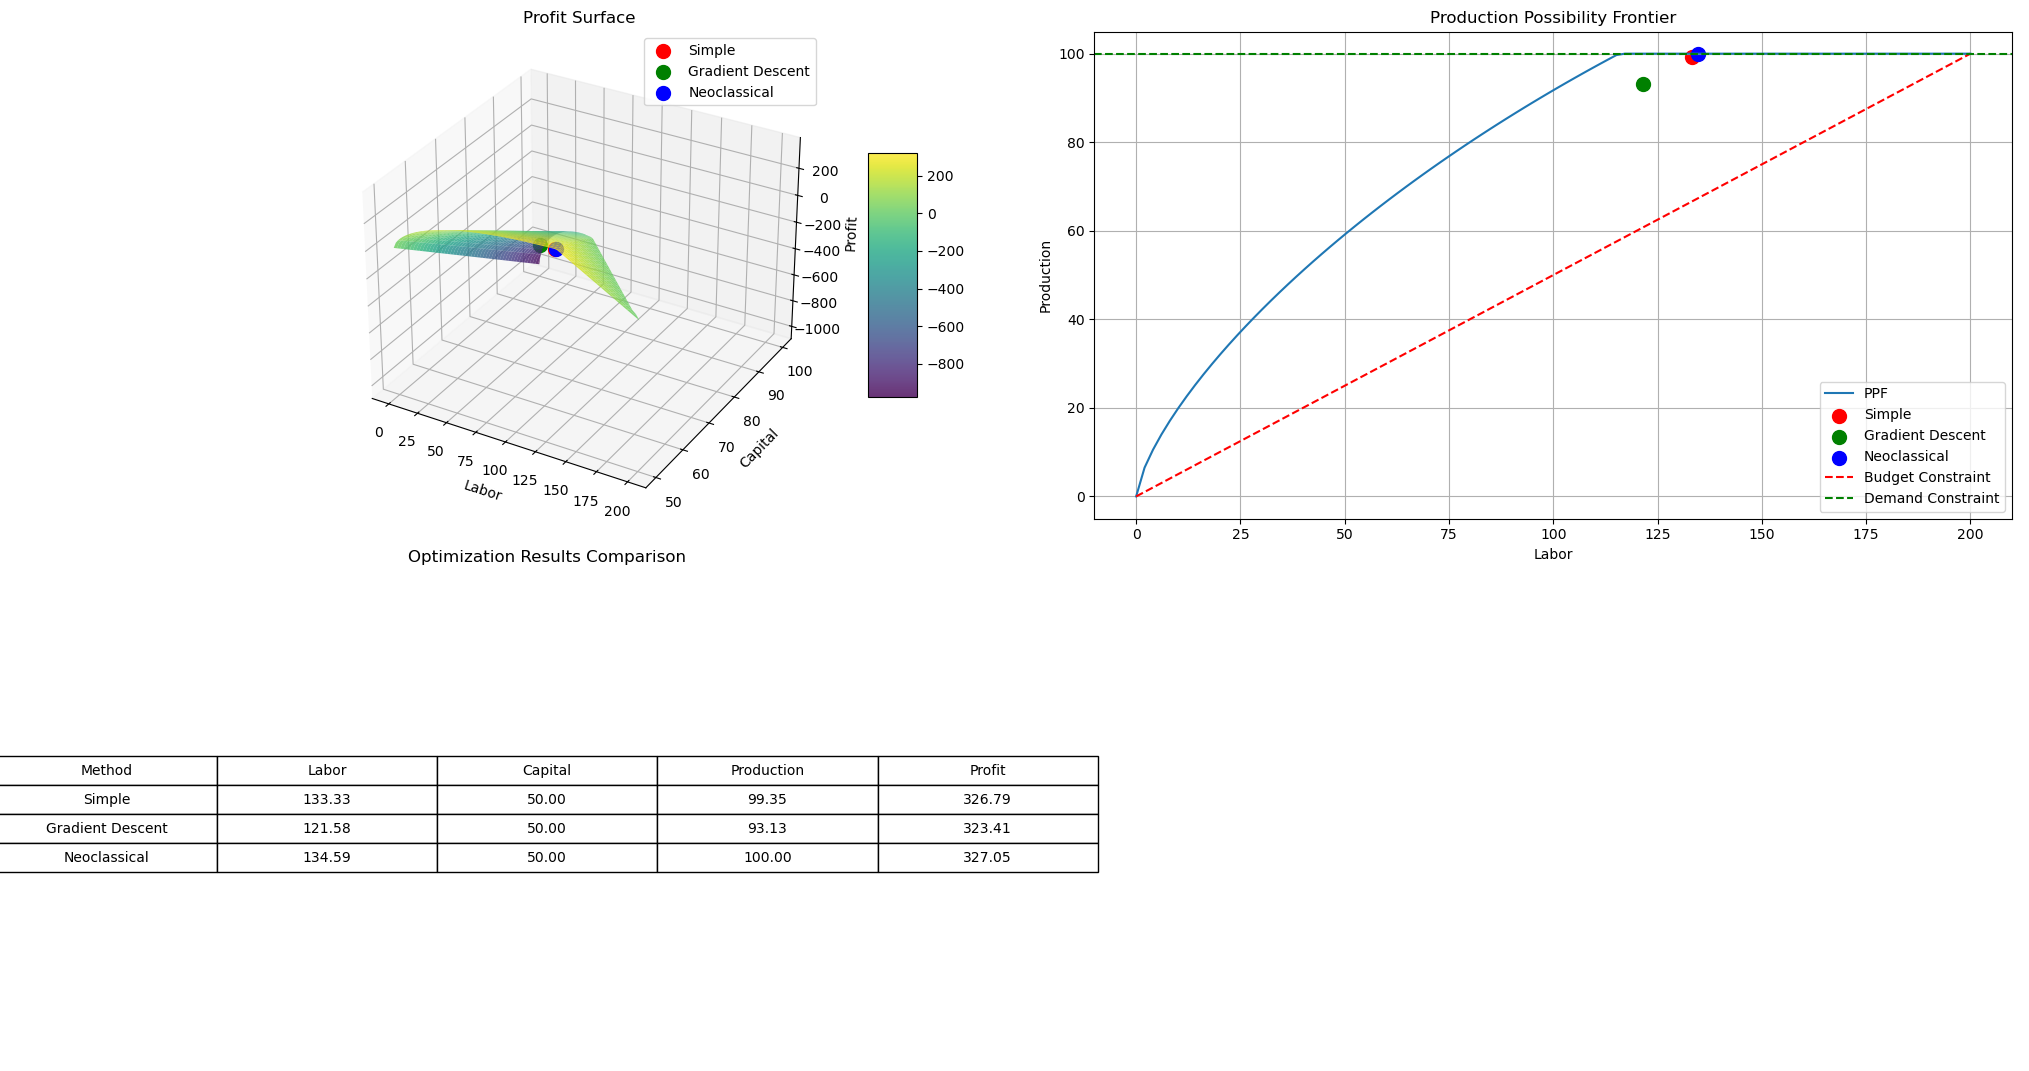 Profit Surface
Simple
Gradient Descent
Neoclassical
200
0
−200
−400
−600
−800
−1000
Profit
100
90
80
70
60
50
Capital
0
25
50
75
100
125
150
175
200
Labor
200
0
−200
−400
−600
−800
Production Possibility Frontier
100
80
60
40
20
0
Production
PPF
Simple
Gradient Descent
Neoclassical
Budget Constraint
Demand Constraint
0 25 50 75 100 125 150 175 200
Labor
Optimization Results Comparison
Method Labor Capital Production Profit
Simple 133.33 50.00 99.35 326.79
Gradient Descent 121.58 50.00 93.13 323.41
Neoclassical 134.59 50.00 100.00 327.05